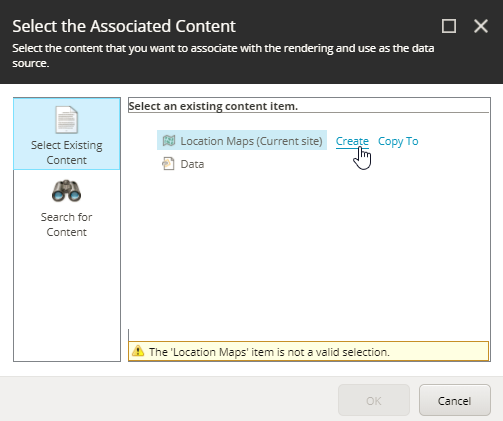 Select the Associated Content
Select the content that you want to associate with the rendering and use as the data
source.
Select Existing
Content
Search for
Content
Select an existing content item.
Location Maps (Current site) Create Copy To
Data
The 'Location Maps' item is not a valid selection.
OK Cancel